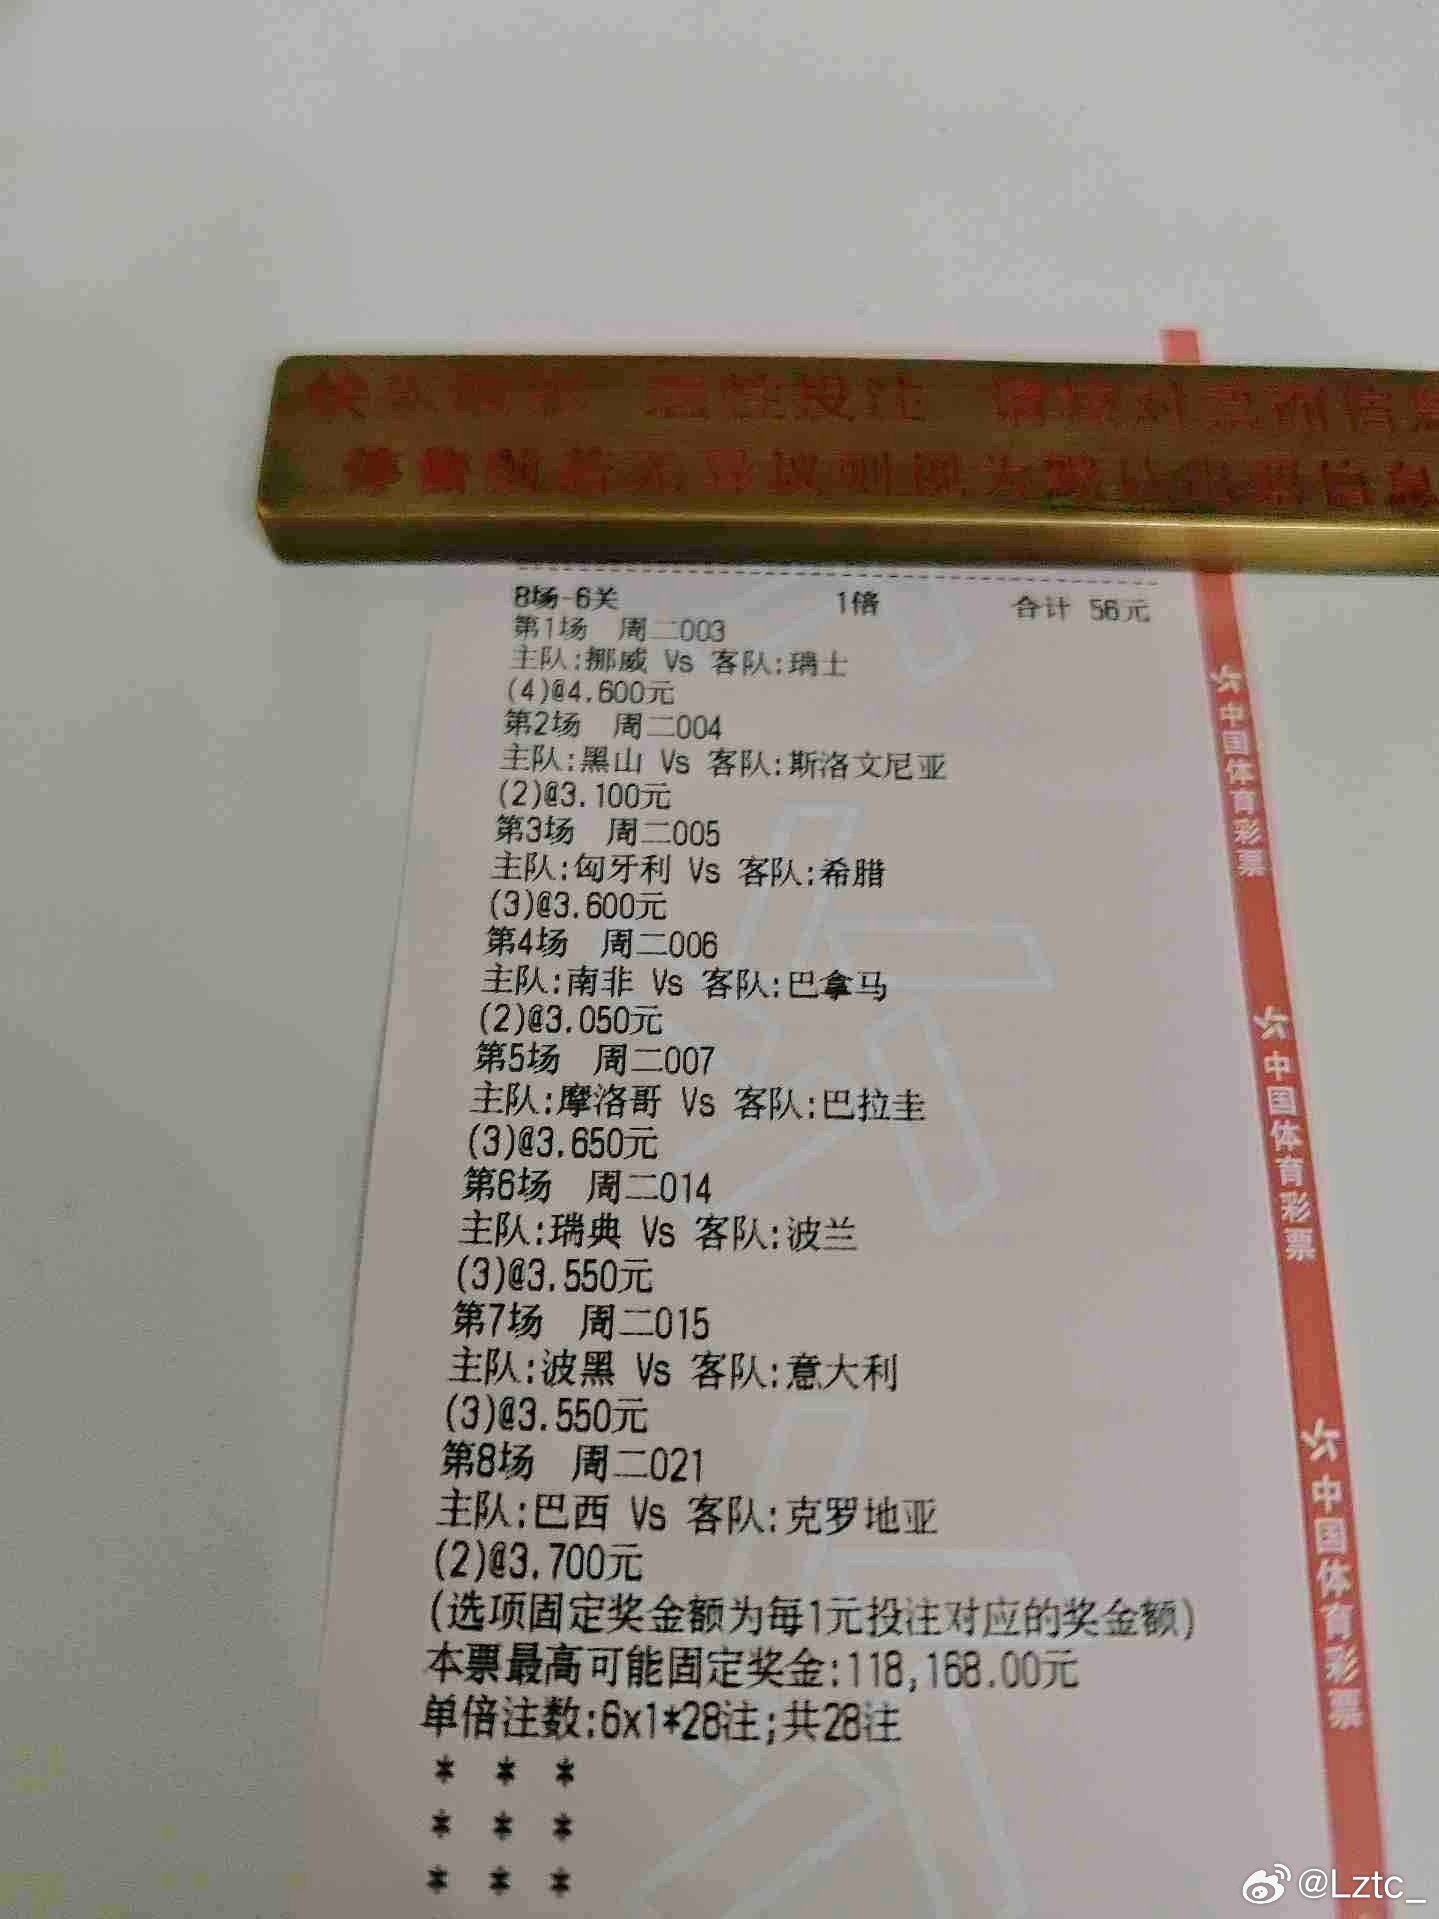 理性投注
8场-6关 1倍 合计 56元
第1场 周二003
主队:挪威 Vs 客队:瑞士
(4)@4.600元
第2场 周二004
主队:黑山 Vs 客队:斯洛文尼亚
(2)@3.100元
第3场 周二005
主队:匈牙利 Vs 客队:希腊
(3)@3.600元
第4场 周二006
主队:南非 Vs 客队:巴拿马
(2)@3.050元
第5场 周二007
主队:摩洛哥 Vs 客队:巴拉圭
(3)@3.650元
第6场 周二014
主队:瑞典 Vs 客队:波兰
(3)@3.550元
第7场 周二015
主队:波黑 Vs 客队:意大利
(3)@3.550元
第8场 周二021
主队:巴西 Vs 客队:克罗地亚
(2)@3.700元
(选项固定奖金额为每1元投注对应的奖金额)
本票最高可能固定奖金:118,168.00元
单倍注数:6x1*28注;共28注
* * *
* * *
* * *
中国体育彩票
中国体育彩票
中国体育彩票
@Lztc_